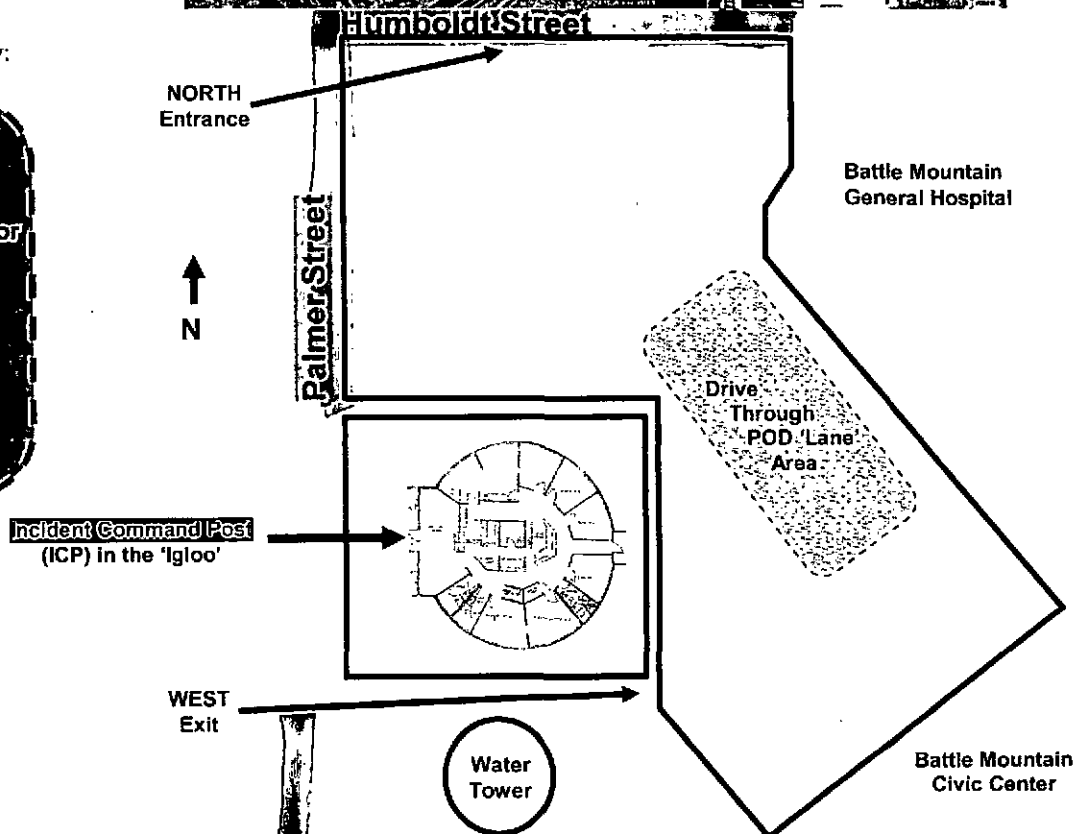 Humboldt Street
NORTH
Entrance
Battle Mountain
General Hospital
or
Palmer Street
N
Drive
Through
POD 'Lane'
Area
Incident Command Post
(ICP) in the 'Igloo'
WEST
Exit
Water
Tower
Battle Mountain
Civic Center